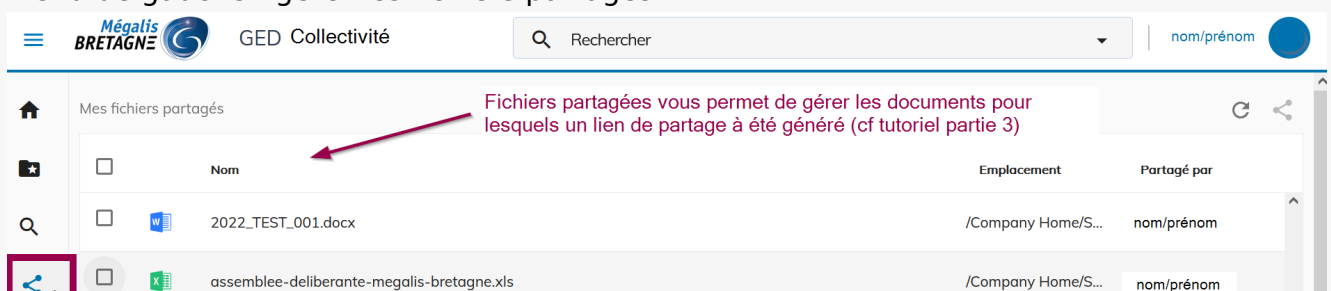 Mégalis
BRETAGNE
GED Collectivité
Rechercher
nom/prénom
Mes fichiers partagés
Fichiers partagées vous permet de gérer les documents pour
lesquels un lien de partage à été généré (cf tutoriel partie 3)
Nom
Emplacement
Partagé par
2022_TEST_001.docx
/Company Home/S...
nom/prénom
assemblee-deliberante-megalis-bretagne.xls
/Company Home/S...
nom/prénom